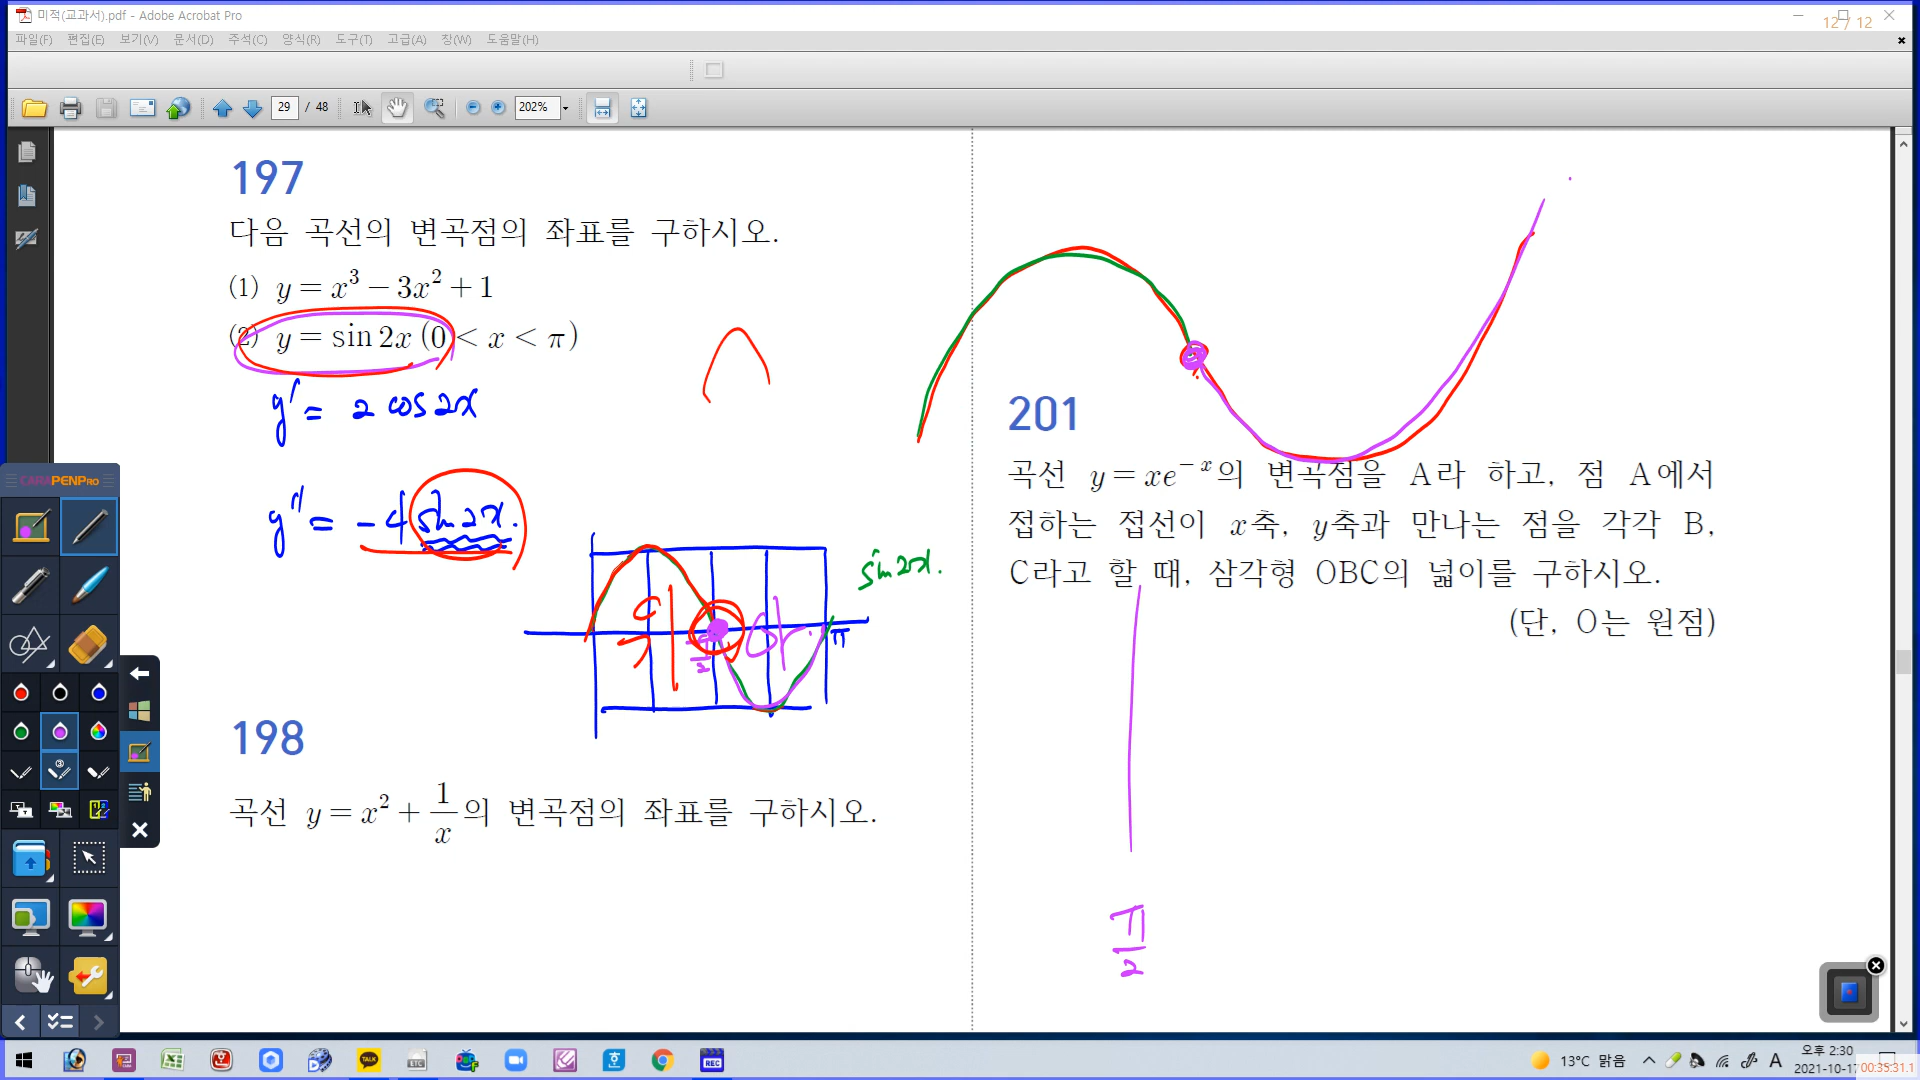 미적(교과서).pdf - Adobe Acrobat Pro
12 / 12
파일(F) 편집(E) 보기(V) 문서(D) 주석(C) 양식(R) 도구(T) 고급(A) 창(W) 도움말(H)
29 / 48 202%
197
다음 곡선의 변곡점의 좌표를 구하시오.
(1) y = x³ − 3x² + 1
(2) y = sin 2x (0 < x < π)
y′ = 2 cos 2x
y″ = −4 sin 2x.
sin 2x.
π
π/2
198
곡선 y = x² + 1/x 의 변곡점의 좌표를 구하시오.
201
곡선 y = xe⁻ˣ의 변곡점을 A라 하고, 점 A에서
접하는 접선이 x축, y축과 만나는 점을 각각 B,
C라고 할 때, 삼각형 OBC의 넓이를 구하시오.
(단, O는 원점)
π/2
CARAPENPRO
TALK
ETC
REC
13°C 맑음
A
오후 2:30
2021-10-17
00:35:31.1